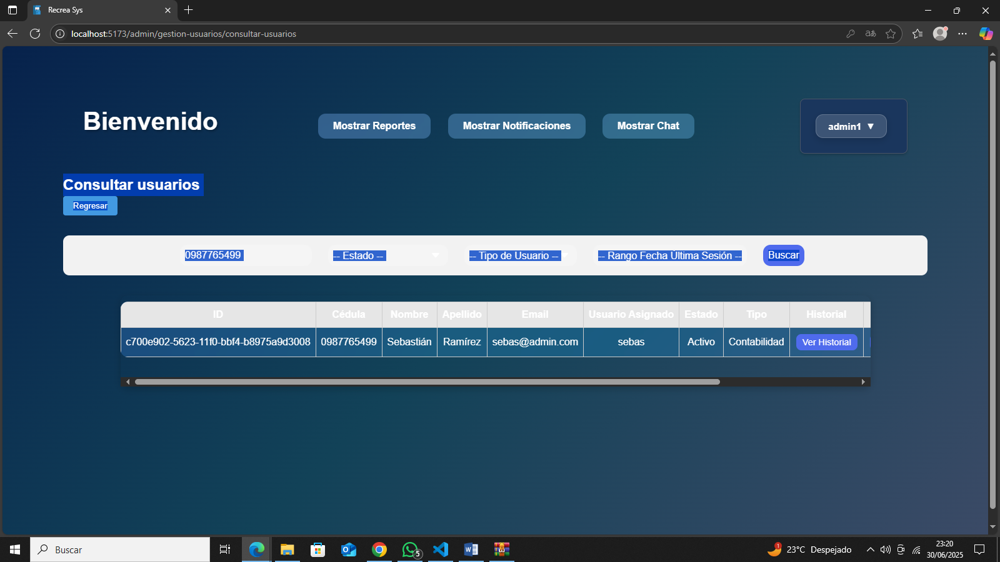 Recrea Sys
localhost:5173/admin/gestion-usuarios/consultar-usuarios
Bienvenido
Mostrar Reportes
Mostrar Notificaciones
Mostrar Chat
admin1 ▼
Consultar usuarios
Regresar
0987765499
-- Estado --
-- Tipo de Usuario --
-- Rango Fecha Última Sesión --
Buscar
ID Cédula Nombre Apellido Email Usuario Asignado Estado Tipo Historial
c700e902-5623-11f0-bbf4-b8975a9d3008 0987765499 Sebastián Ramírez sebas@admin.com sebas Activo Contabilidad Ver Historial
Buscar
5
1
23°C Despejado
23:20
30/06/2025